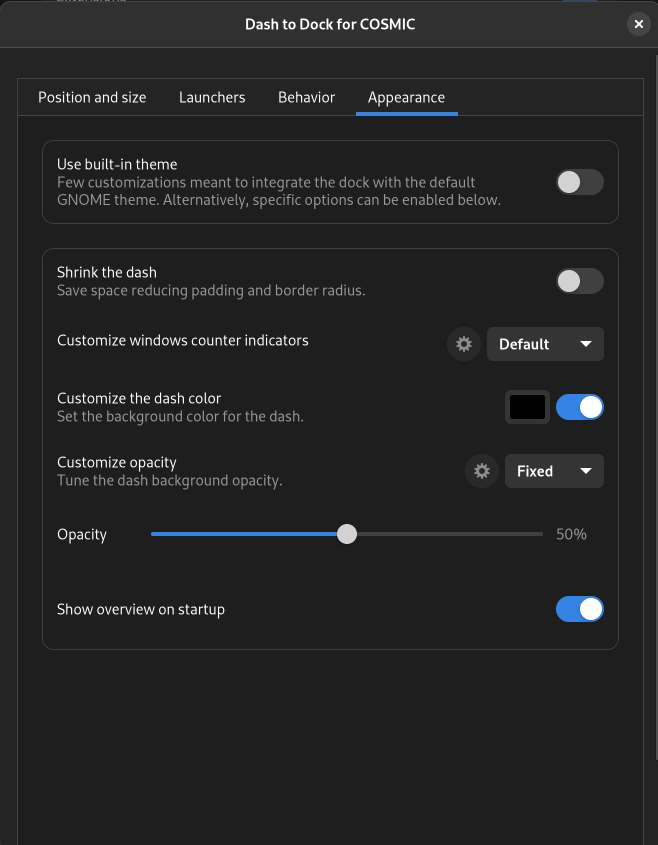 Dash to Dock for COSMIC
Position and size
Launchers
Behavior
Appearance
Use built-in theme
Few customizations meant to integrate the dock with the default
GNOME theme. Alternatively, specific options can be enabled below.
Shrink the dash
Save space reducing padding and border radius.
Customize windows counter indicators
Default
Customize the dash color
Set the background color for the dash.
Customize opacity
Tune the dash background opacity.
Fixed
Opacity
50%
Show overview on startup